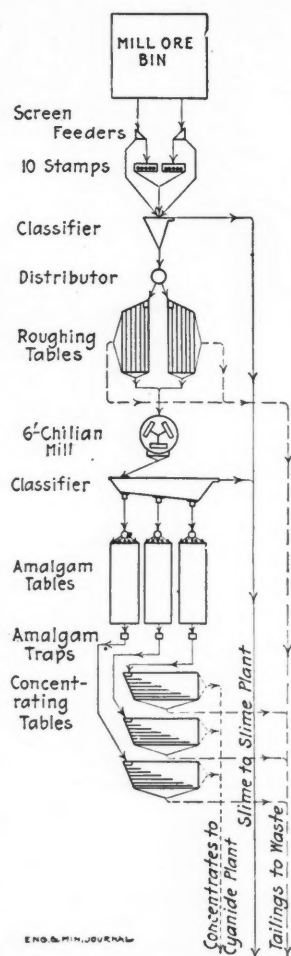 MILL ORE
BIN
Screen
Feeders
10 Stamps
Classifier
Distributor
Roughing
Tables
6'Chilian
Mill
Classifier
Amalgam
Tables
Amalgam
Traps
Concent-
rating
Tables
Concentrates to
Cyanide Plant
Slime to Slime Plant
Tailings to Waste
ENG. & MIN. JOURNAL